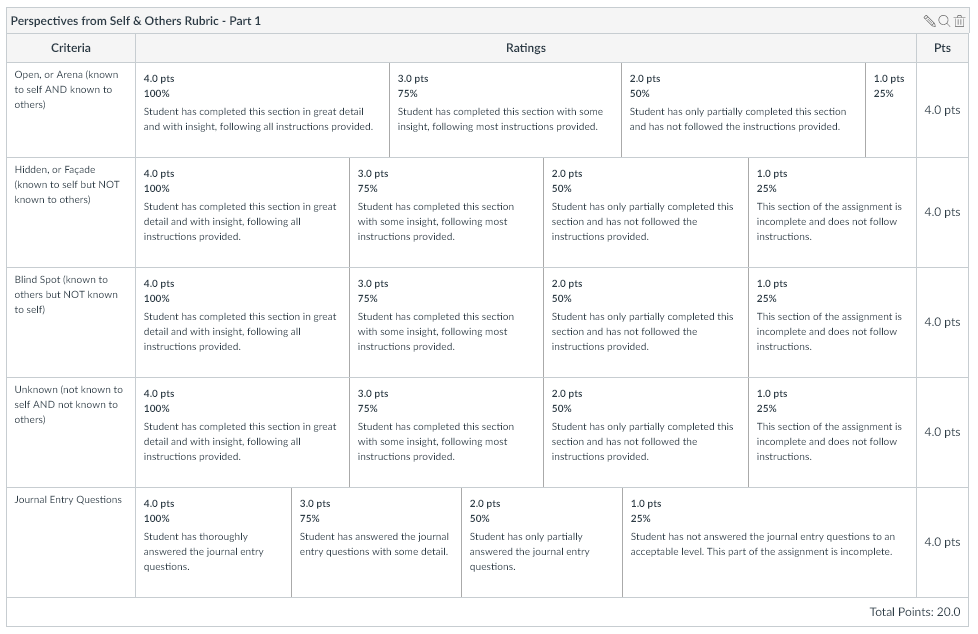 Perspectives from Self & Others Rubric - Part 1
Criteria
Ratings
Pts
Open, or Arena (known
to self AND known to
others)
4.0 pts
100%
Student has completed this section in great detail
and with insight, following all instructions provided.
3.0 pts
75%
Student has completed this section with some
insight, following most instructions provided.
2.0 pts
50%
Student has only partially completed this section
and has not followed the instructions provided.
1.0 pts
25%
4.0 pts
Hidden, or Façade
(known to self but NOT
known to others)
4.0 pts
100%
Student has completed this section in great
detail and with insight, following all
instructions provided.
3.0 pts
75%
Student has completed this section
with some insight, following most
instructions provided.
2.0 pts
50%
Student has only partially completed this
section and has not followed the
instructions provided.
1.0 pts
25%
This section of the assignment is
incomplete and does not follow
instructions.
4.0 pts
Blind Spot (known to
others but NOT known
to self)
4.0 pts
100%
Student has completed this section in great
detail and with insight, following all
instructions provided.
3.0 pts
75%
Student has completed this section
with some insight, following most
instructions provided.
2.0 pts
50%
Student has only partially completed this
section and has not followed the
instructions provided.
1.0 pts
25%
This section of the assignment is
incomplete and does not follow
instructions.
4.0 pts
Unknown (not known to
self AND not known to
others)
4.0 pts
100%
Student has completed this section in great
detail and with insight, following all
instructions provided.
3.0 pts
75%
Student has completed this section
with some insight, following most
instructions provided.
2.0 pts
50%
Student has only partially completed this
section and has not followed the
instructions provided.
1.0 pts
25%
This section of the assignment is
incomplete and does not follow
instructions.
4.0 pts
Journal Entry Questions
4.0 pts
100%
Student has thoroughly
answered the journal entry
questions.
3.0 pts
75%
Student has answered the journal
entry questions with some detail.
2.0 pts
50%
Student has only partially
answered the journal entry
questions.
1.0 pts
25%
Student has not answered the journal entry questions to an
acceptable level. This part of the assignment is incomplete.
4.0 pts
Total Points: 20.0